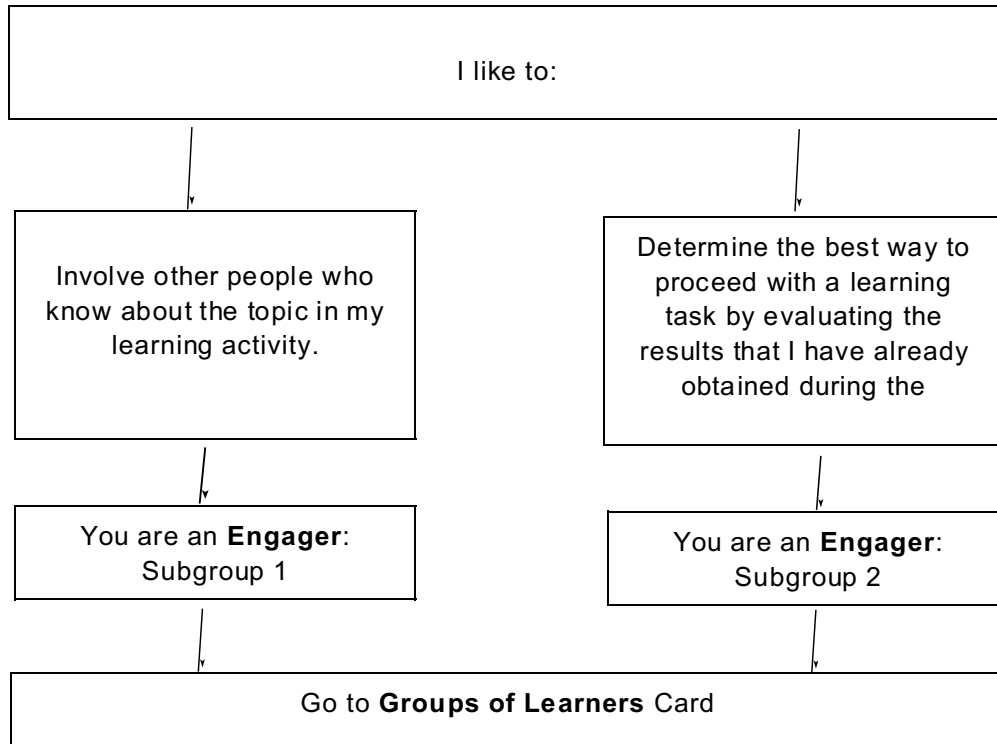 I like to:
Involve other people who
know about the topic in my
learning activity.
Determine the best way to
proceed with a learning
task by evaluating the
results that I have already
obtained during the
You are an Engager:
Subgroup 1
You are an Engager:
Subgroup 2
Go to Groups of Learners Card